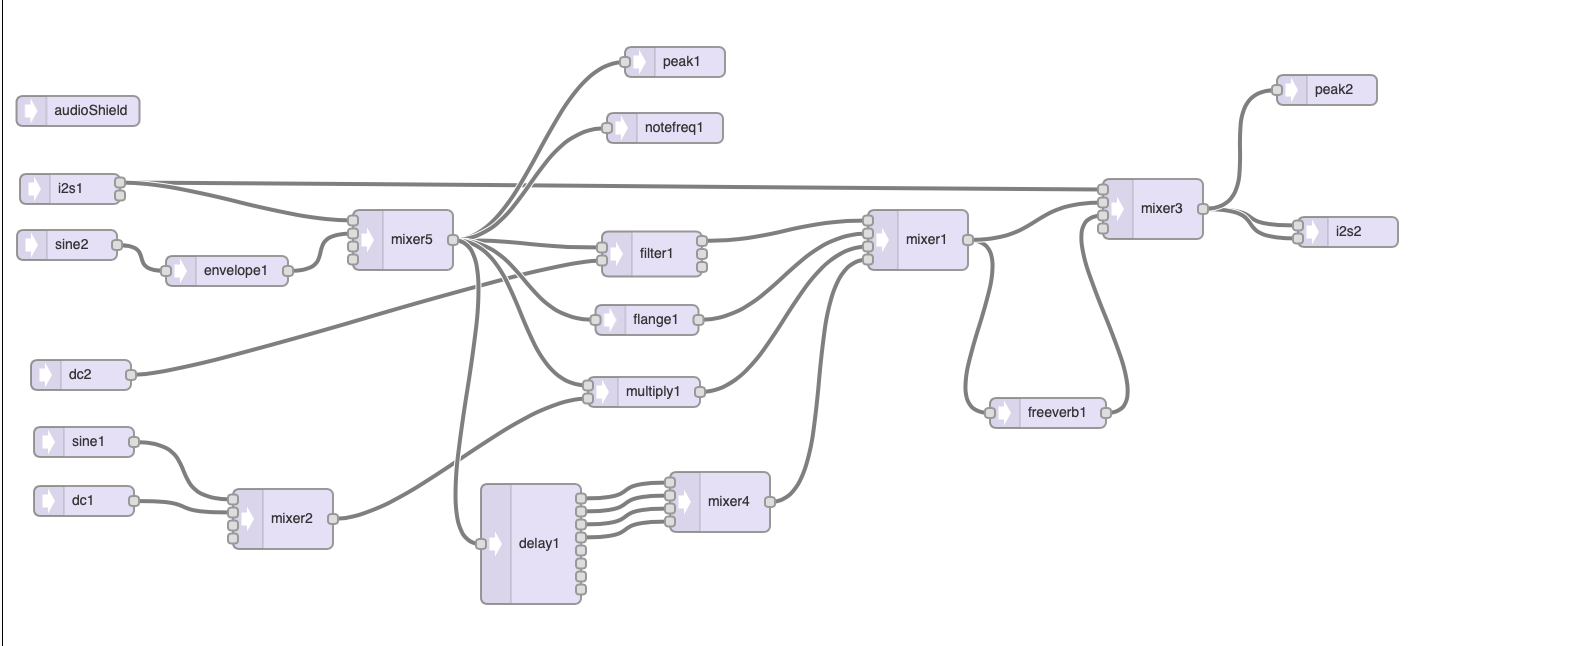 peak1
peak2
audioShield
notefreq1
i2s1
mixer3
mixer5
mixer1
i2s2
sine2
filter1
envelope1
flange1
dc2
multiply1
freeverb1
sine1
dc1
mixer4
mixer2
delay1